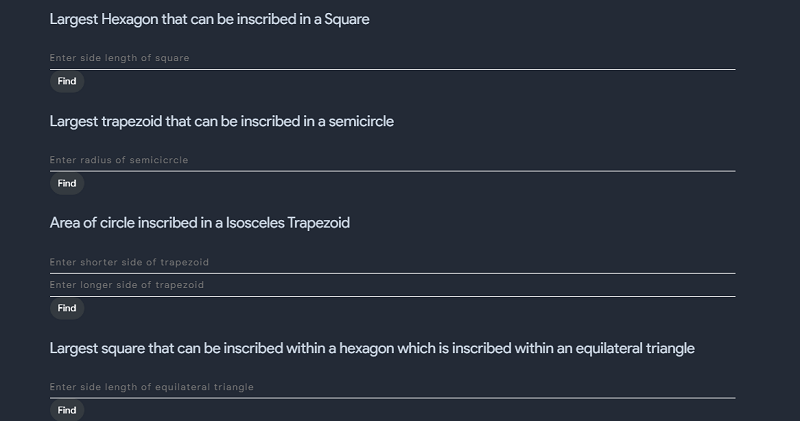 Largest Hexagon that can be inscribed in a Square
Enter side length of square
Find
Largest trapezoid that can be inscribed in a semicircle
Enter radius of semicicrcle
Find
Area of circle inscribed in a Isosceles Trapezoid
Enter shorter side of trapezoid
Enter longer side of trapezoid
Find
Largest square that can be inscribed within a hexagon which is inscribed within an equilateral triangle
Enter side length of equilateral triangle
Find